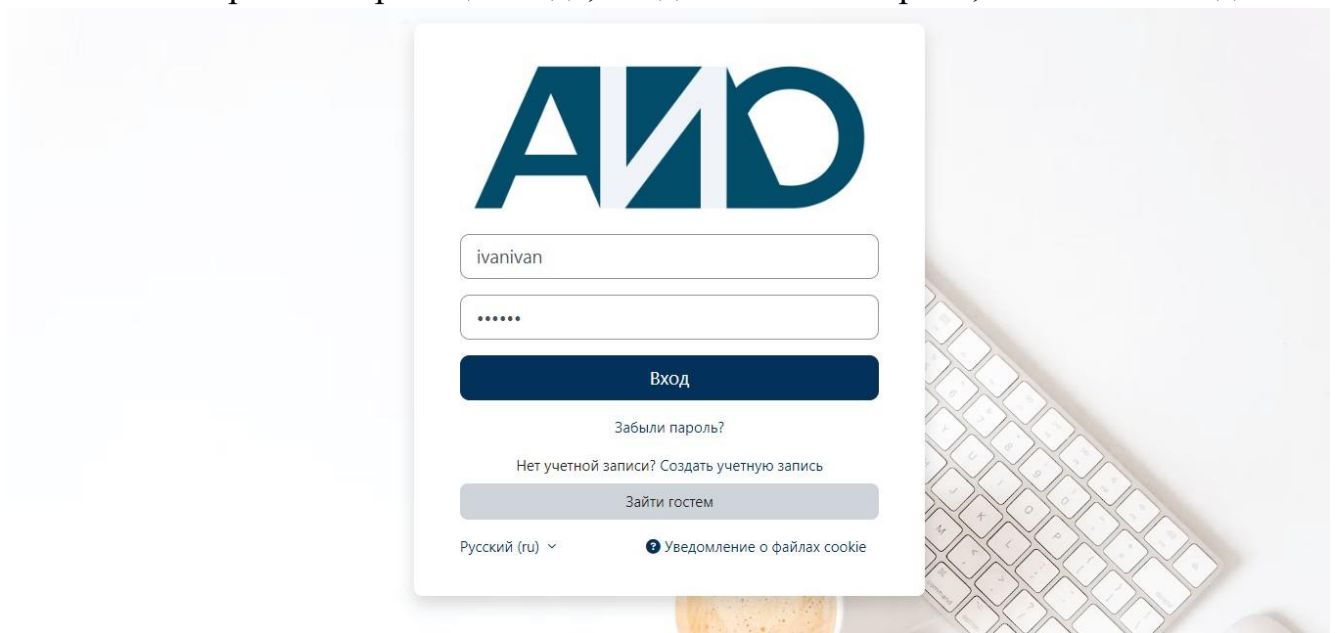 АИО
ivanivan
••••••
Вход
Забыли пароль?
Нет учетной записи? Создать учетную запись
Зайти гостем
Русский (ru)
Уведомление о файлах cookie